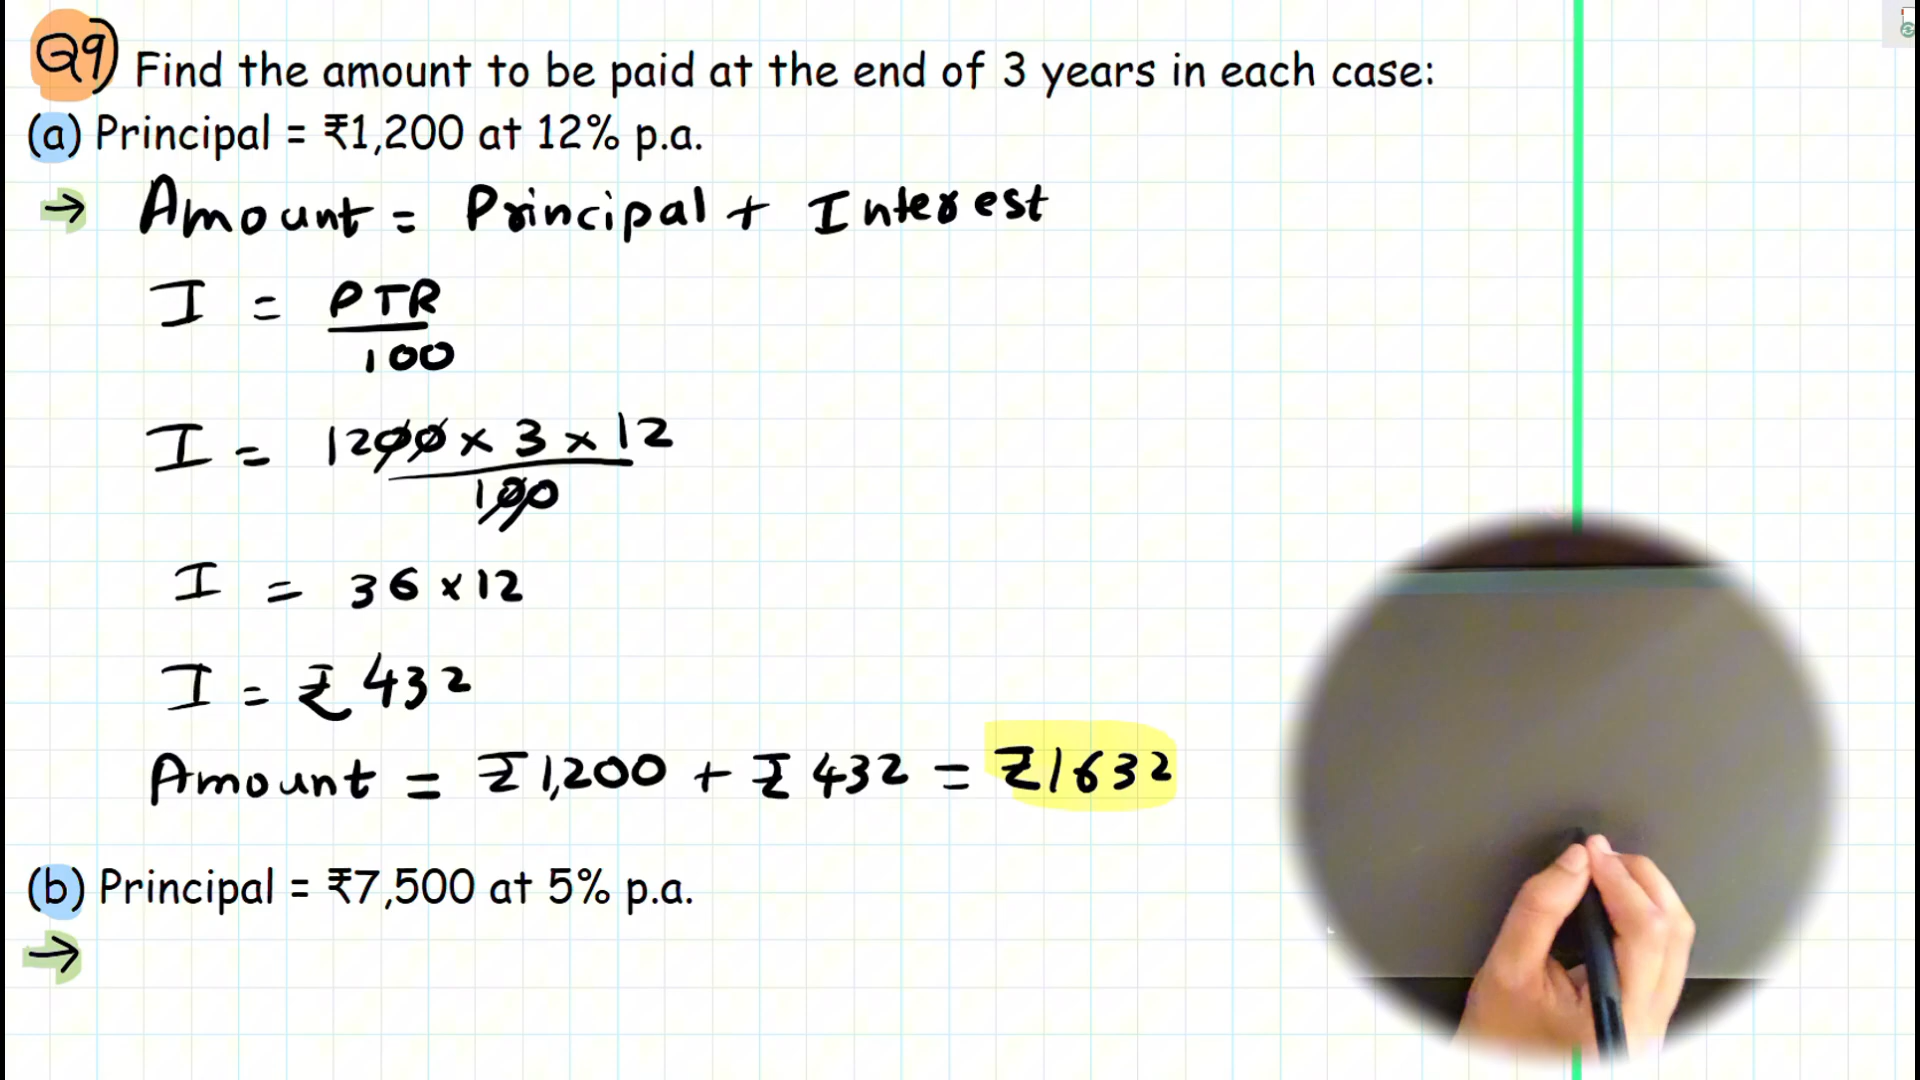 Q9) Find the amount to be paid at the end of 3 years in each case:
(a) Principal = ₹1,200 at 12% p.a.
→ Amount = Principal + Interest
I = PTR
100
I = 1200 × 3 × 12
100
I = 36 × 12
I = ₹ 432
Amount = ₹ 1,200 + ₹ 432 = ₹1632
(b) Principal = ₹7,500 at 5% p.a.
→